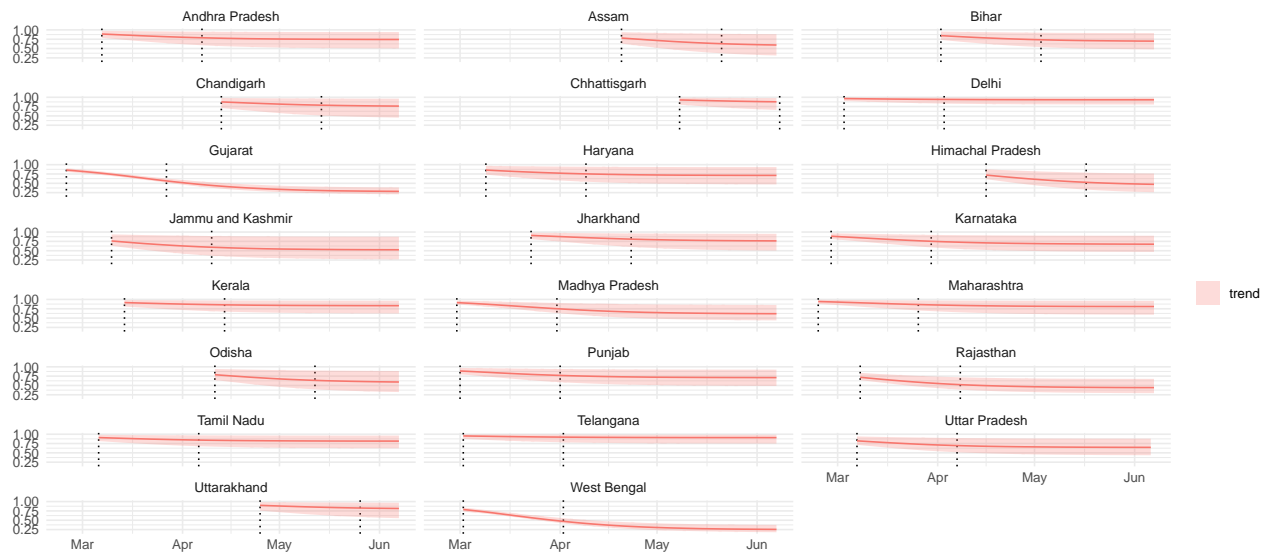 Andhra Pradesh
Assam
Bihar
1.00
0.75
0.50
0.25
Chandigarh
Chhattisgarh
Delhi
1.00
0.75
0.50
0.25
Gujarat
Haryana
Himachal Pradesh
1.00
0.75
0.50
0.25
Jammu and Kashmir
Jharkhand
Karnataka
1.00
0.75
0.50
0.25
Kerala
Madhya Pradesh
Maharashtra
1.00
0.75
0.50
0.25
trend
Odisha
Punjab
Rajasthan
1.00
0.75
0.50
0.25
Tamil Nadu
Telangana
Uttar Pradesh
1.00
0.75
0.50
0.25
Mar Apr May Jun
Uttarakhand
West Bengal
1.00
0.75
0.50
0.25
Mar Apr May Jun
Mar Apr May Jun